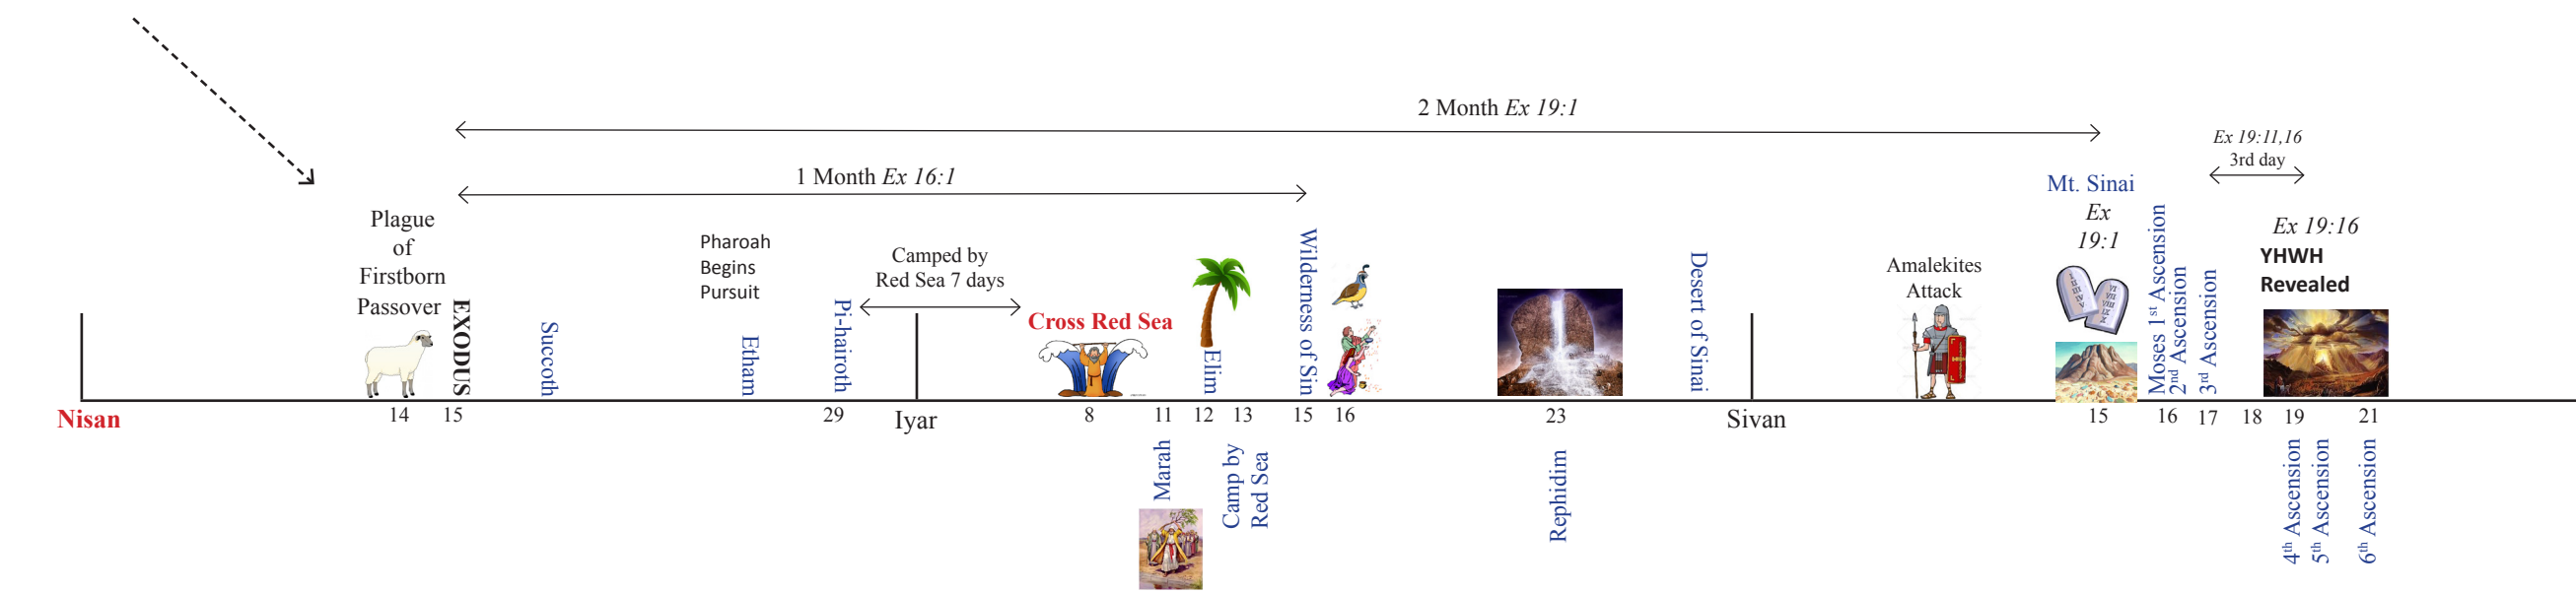 2 Month Ex 19:1
Ex 19:11,16
3rd day
1 Month Ex 16:1
Mt. Sinai
Ex
19:1
Plague
of
Firstborn
Passover
EXODUS
Succoth
Pharoah
Begins
Pursuit
Etham
Pi-hairoth
Camped by
Red Sea 7 days
Cross Red Sea
Elim
Wilderness of Sin
Desert of Sinai
Amalekites
Attack
Moses 1st Ascension
2nd Ascension
3rd Ascension
Ex 19:16
YHWH
Revealed
Nisan
14
15
29
Iyar
8
11
12
13
15
16
23
Sivan
15
16
17
18
19
21
Marah
Camp by
Red Sea
Rephidim
4th Ascension
5th Ascension
6th Ascension